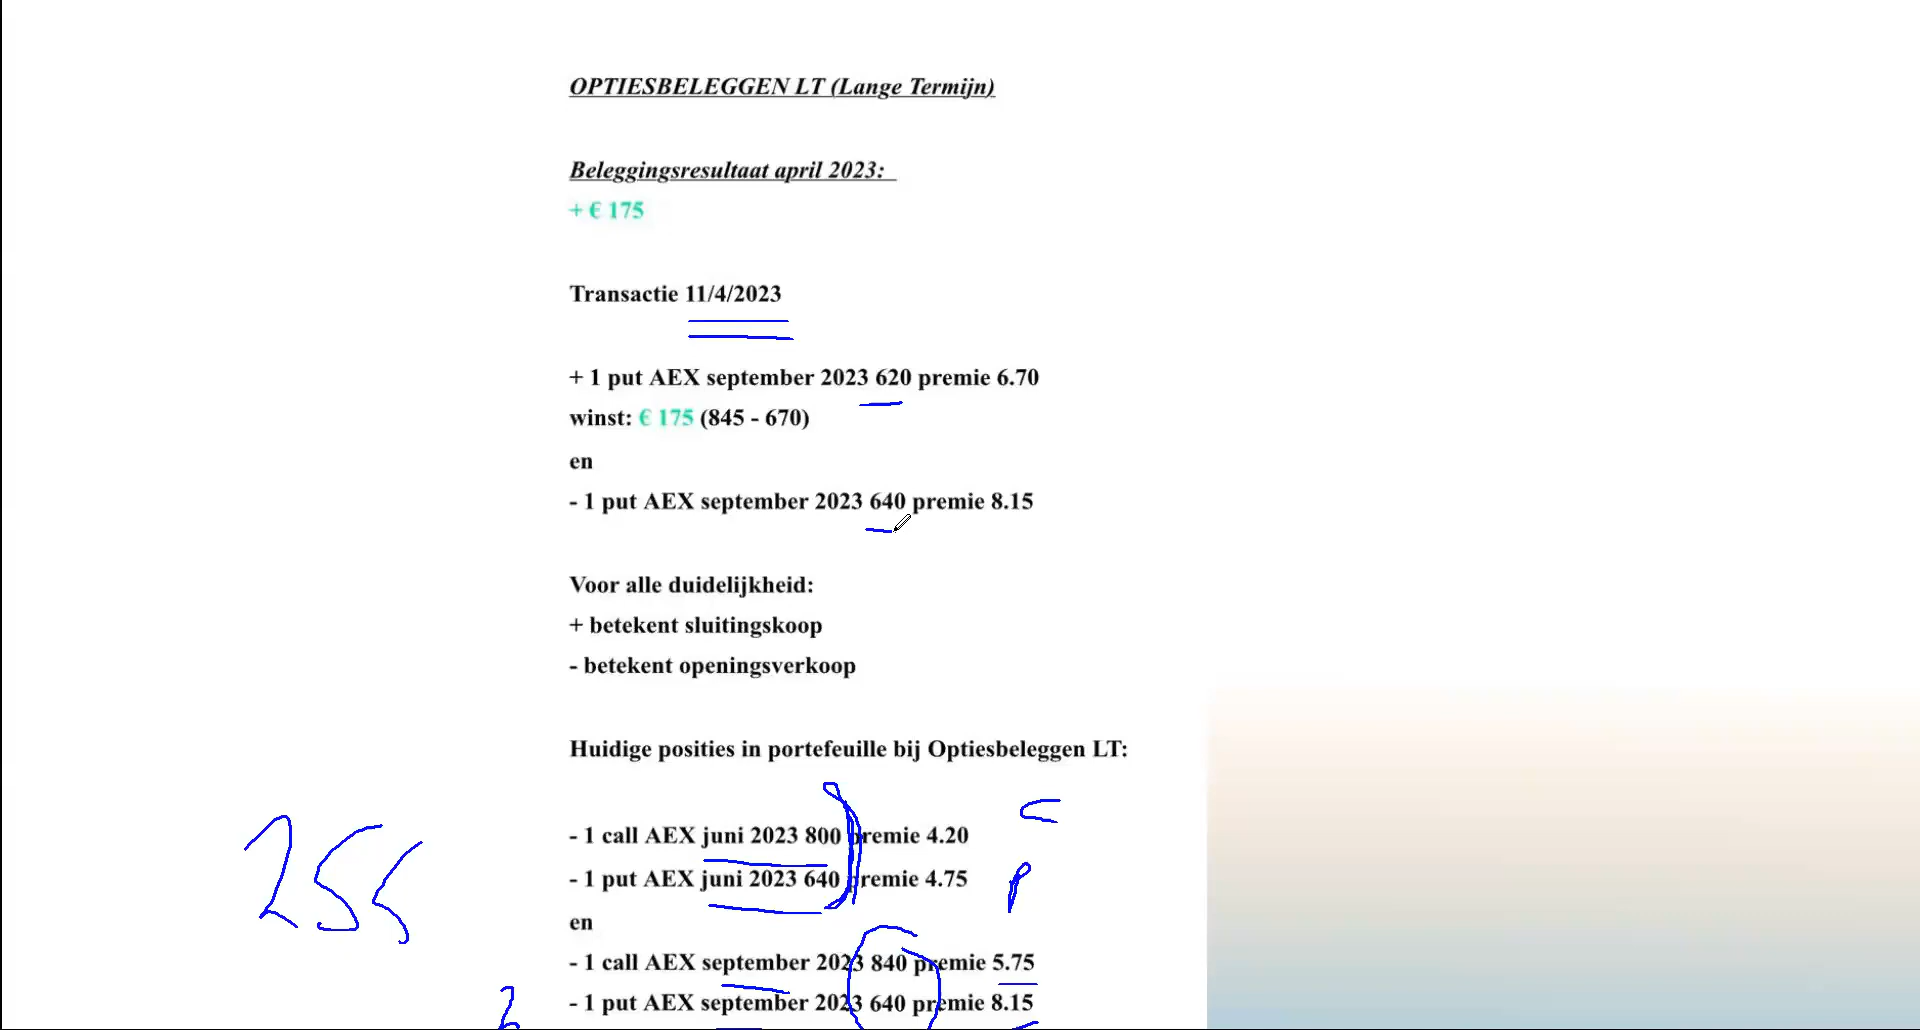 OPTIESBELEGGEN LT (Lange Termijn)
Beleggingsresultaat april 2023:
+ € 175
Transactie 11/4/2023
+ 1 put AEX september 2023 620 premie 6.70
winst: € 175 (845 - 670)
en
- 1 put AEX september 2023 640 premie 8.15
Voor alle duidelijkheid:
+ betekent sluitingskoop
- betekent openingsverkoop
Huidige posities in portefeuille bij Optiesbeleggen LT:
- 1 call AEX juni 2023 800 premie 4.20
C
- 1 put AEX juni 2023 640 premie 4.75
P
255
en
- 1 call AEX september 2023 840 premie 5.75
- 1 put AEX september 2023 640 premie 8.15